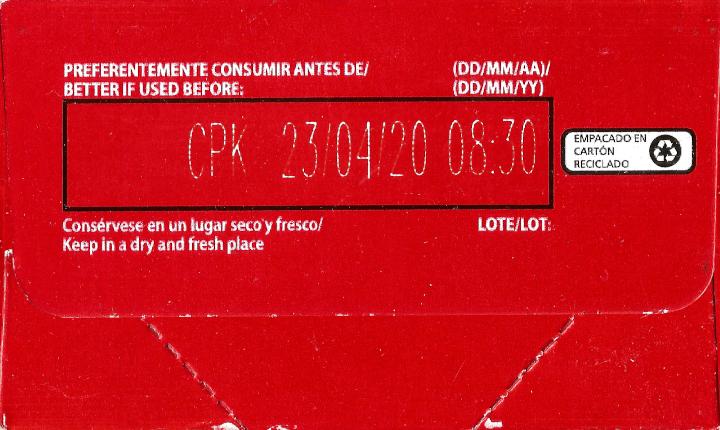 PREFERENTEMENTE CONSUMIR ANTES DE/ (DD/MM/AA)/
BETTER IF USED BEFORE: (DD/MM/YY)
CPK 23/04/20 08:30
EMPACADO EN
CARTÓN
RECICLADO
Consérvese en un lugar seco y fresco/ LOTE/LOT:
Keep in a dry and fresh place